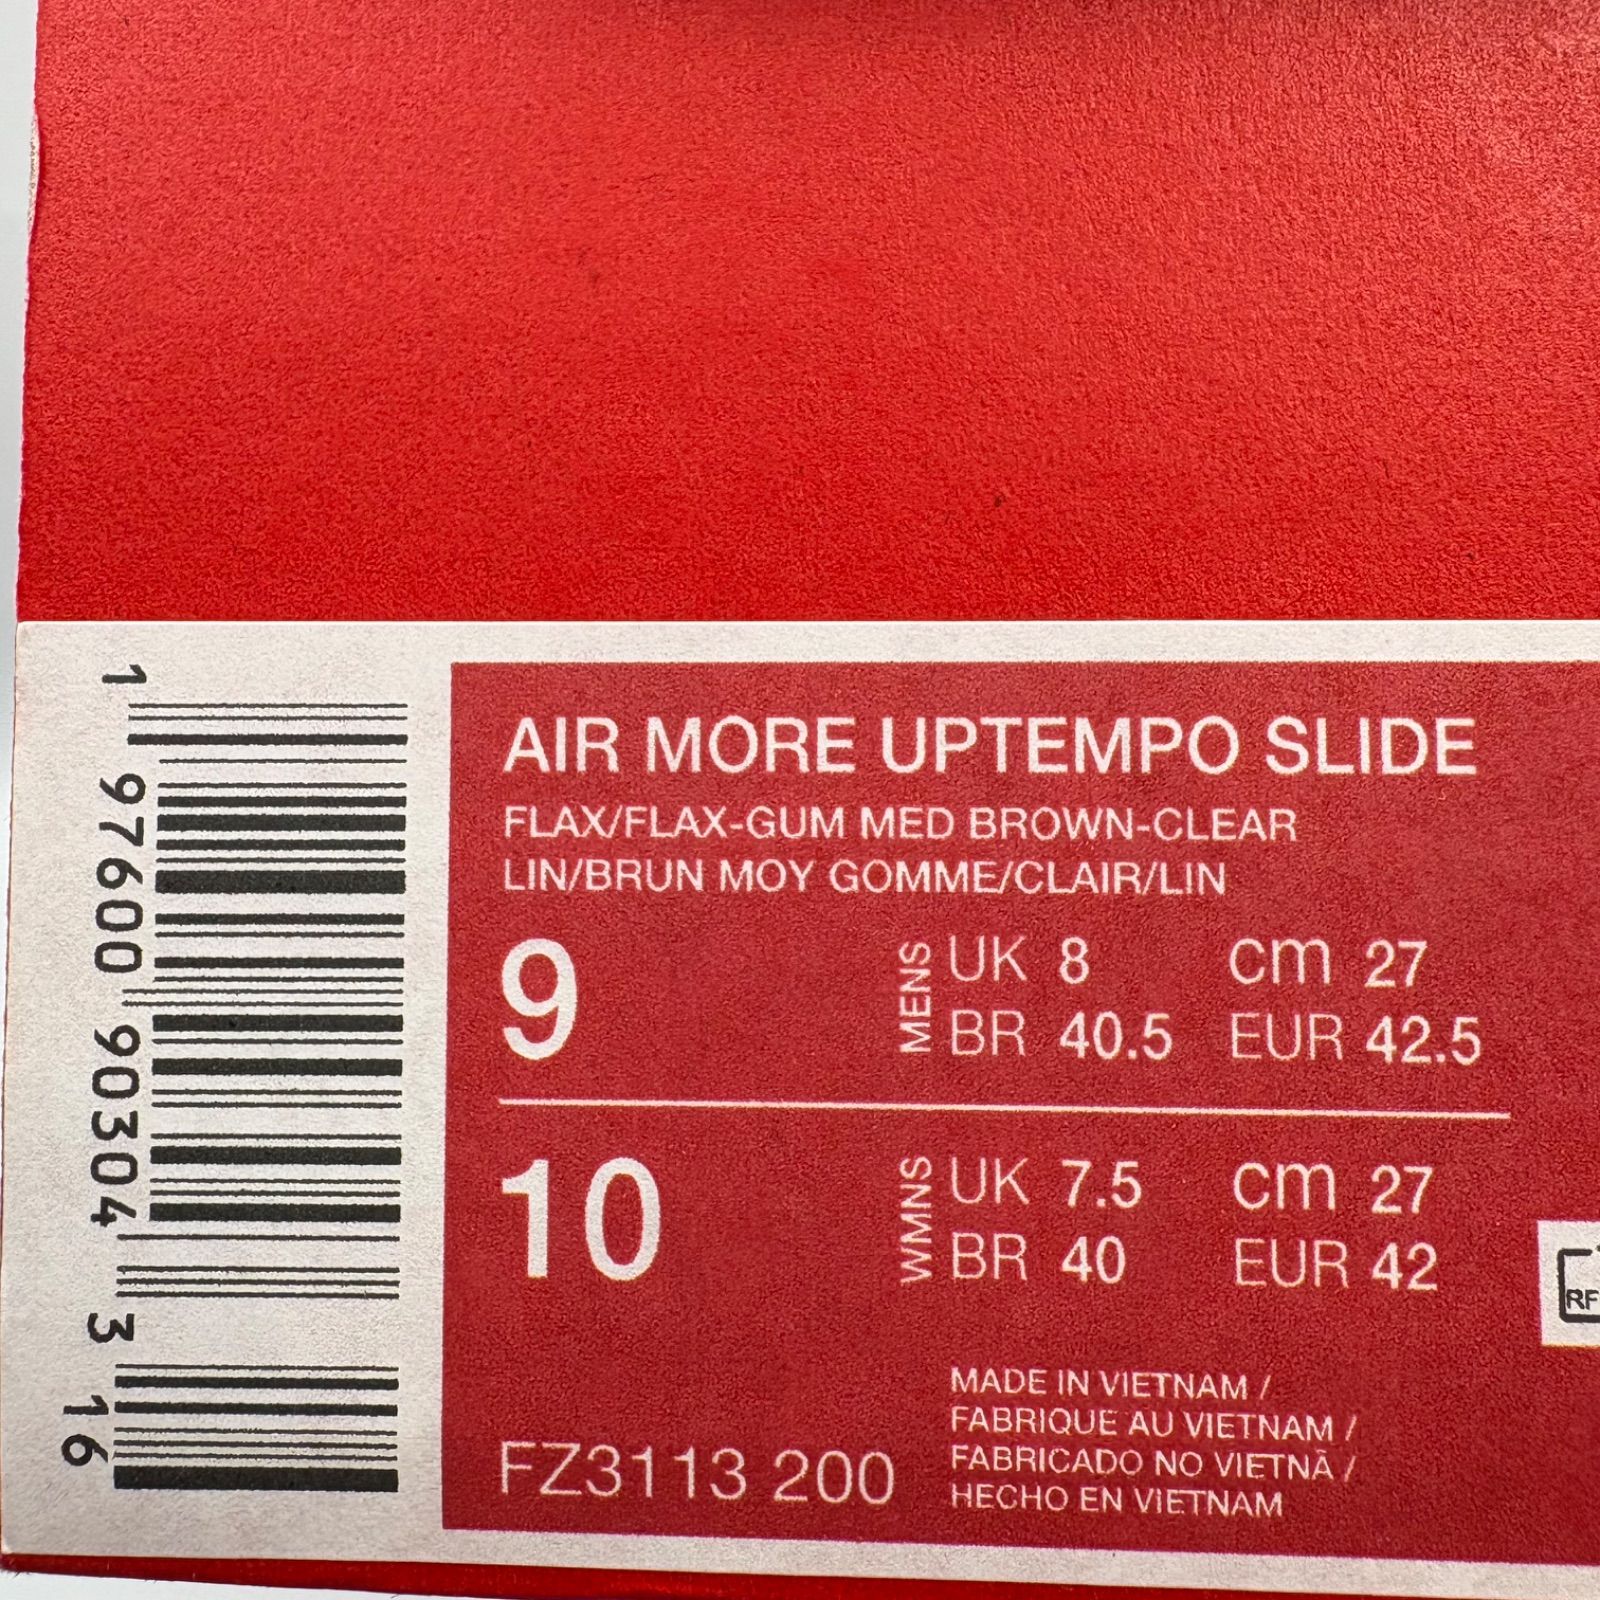 1 97600 90304 3 16
AIR MORE UPTEMPO SLIDE
FLAX/FLAX-GUM MED BROWN-CLEAR
LIN/BRUN MOY GOMME/CLAIR/LIN
9 MENS UK 8 cm 27
BR 40.5 EUR 42.5
10 WMNS UK 7.5 cm 27
BR 40 EUR 42
RF
FZ3113 200
MADE IN VIETNAM /
FABRIQUE AU VIETNAM /
FABRICADO NO VIETNÃ /
HECHO EN VIETNAM